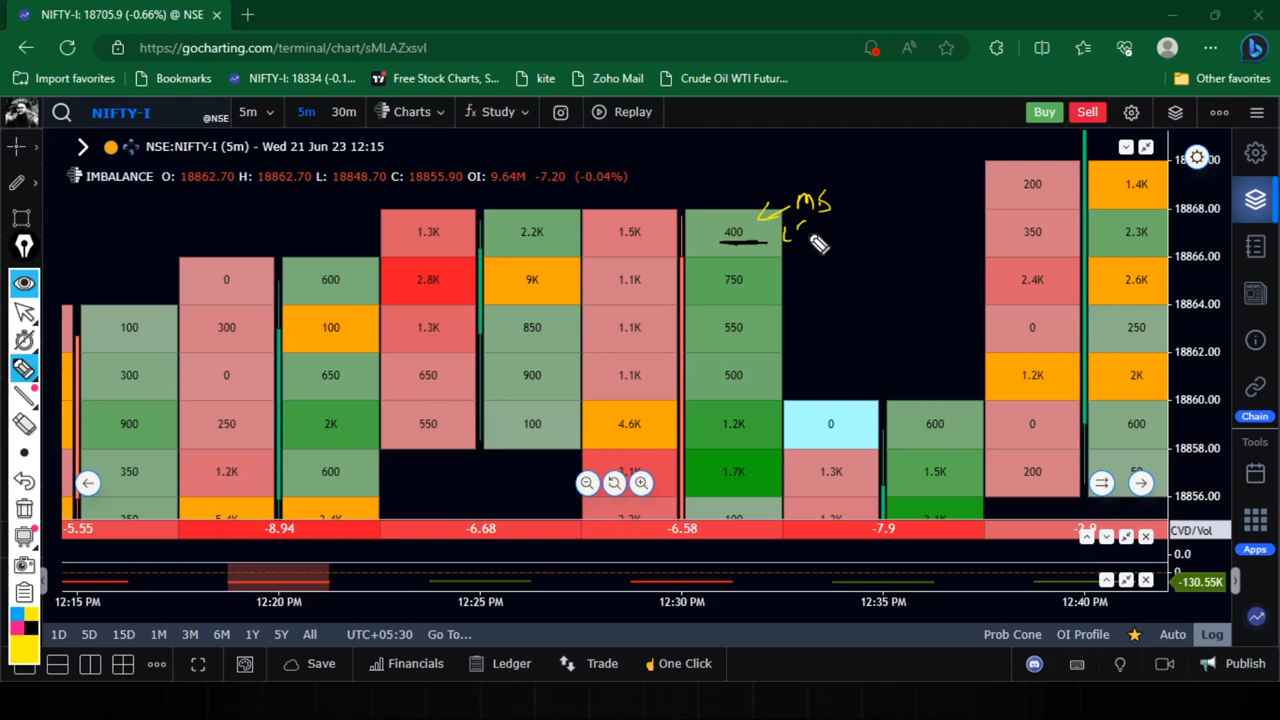 NIFTY-I: 18705.9 (-0.66%) @ NSE
https://gocharting.com/terminal/chart/sMLAZxsvI
Import favorites Bookmarks NIFTY-I: 18334 (-0.1... Free Stock Charts, S... kite Zoho Mail Crude Oil WTI Futur... Other favorites
NIFTY-I @NSE 5m 5m 30m Charts fx Study Replay Buy Sell
NSE:NIFTY-I (5m) - Wed 21 Jun 23 12:15
IMBALANCE O: 18862.70 H: 18862.70 L: 18848.70 C: 18855.90 OI: 9.64M -7.20 (-0.04%)
200 1.4K
MS
18868.00
1.3K 2.2K 1.5K 400 350 2.3K
18866.00
0 600 2.8K 9K 1.1K 750 2.4K 2.6K
18864.00
100 300 100 1.3K 850 1.1K 550 0 250
18862.00
300 0 650 650 900 1.1K 500 1.2K 2K
18860.00
900 250 2K 550 100 4.6K 1.2K 0 600 0 600
18858.00
350 1.2K 600 1.7K 1.3K 1.5K 200
18856.00
-5.55 -8.94 -6.68 -6.58 -7.9 CVD/Vol
0.0
-130.55K
12:15 PM 12:20 PM 12:25 PM 12:30 PM 12:35 PM 12:40 PM
1D 5D 15D 1M 3M 6M 1Y 5Y All UTC+05:30 Go To... Prob Cone OI Profile Auto Log
Save Financials Ledger Trade One Click Publish
Chain
Tools
Apps